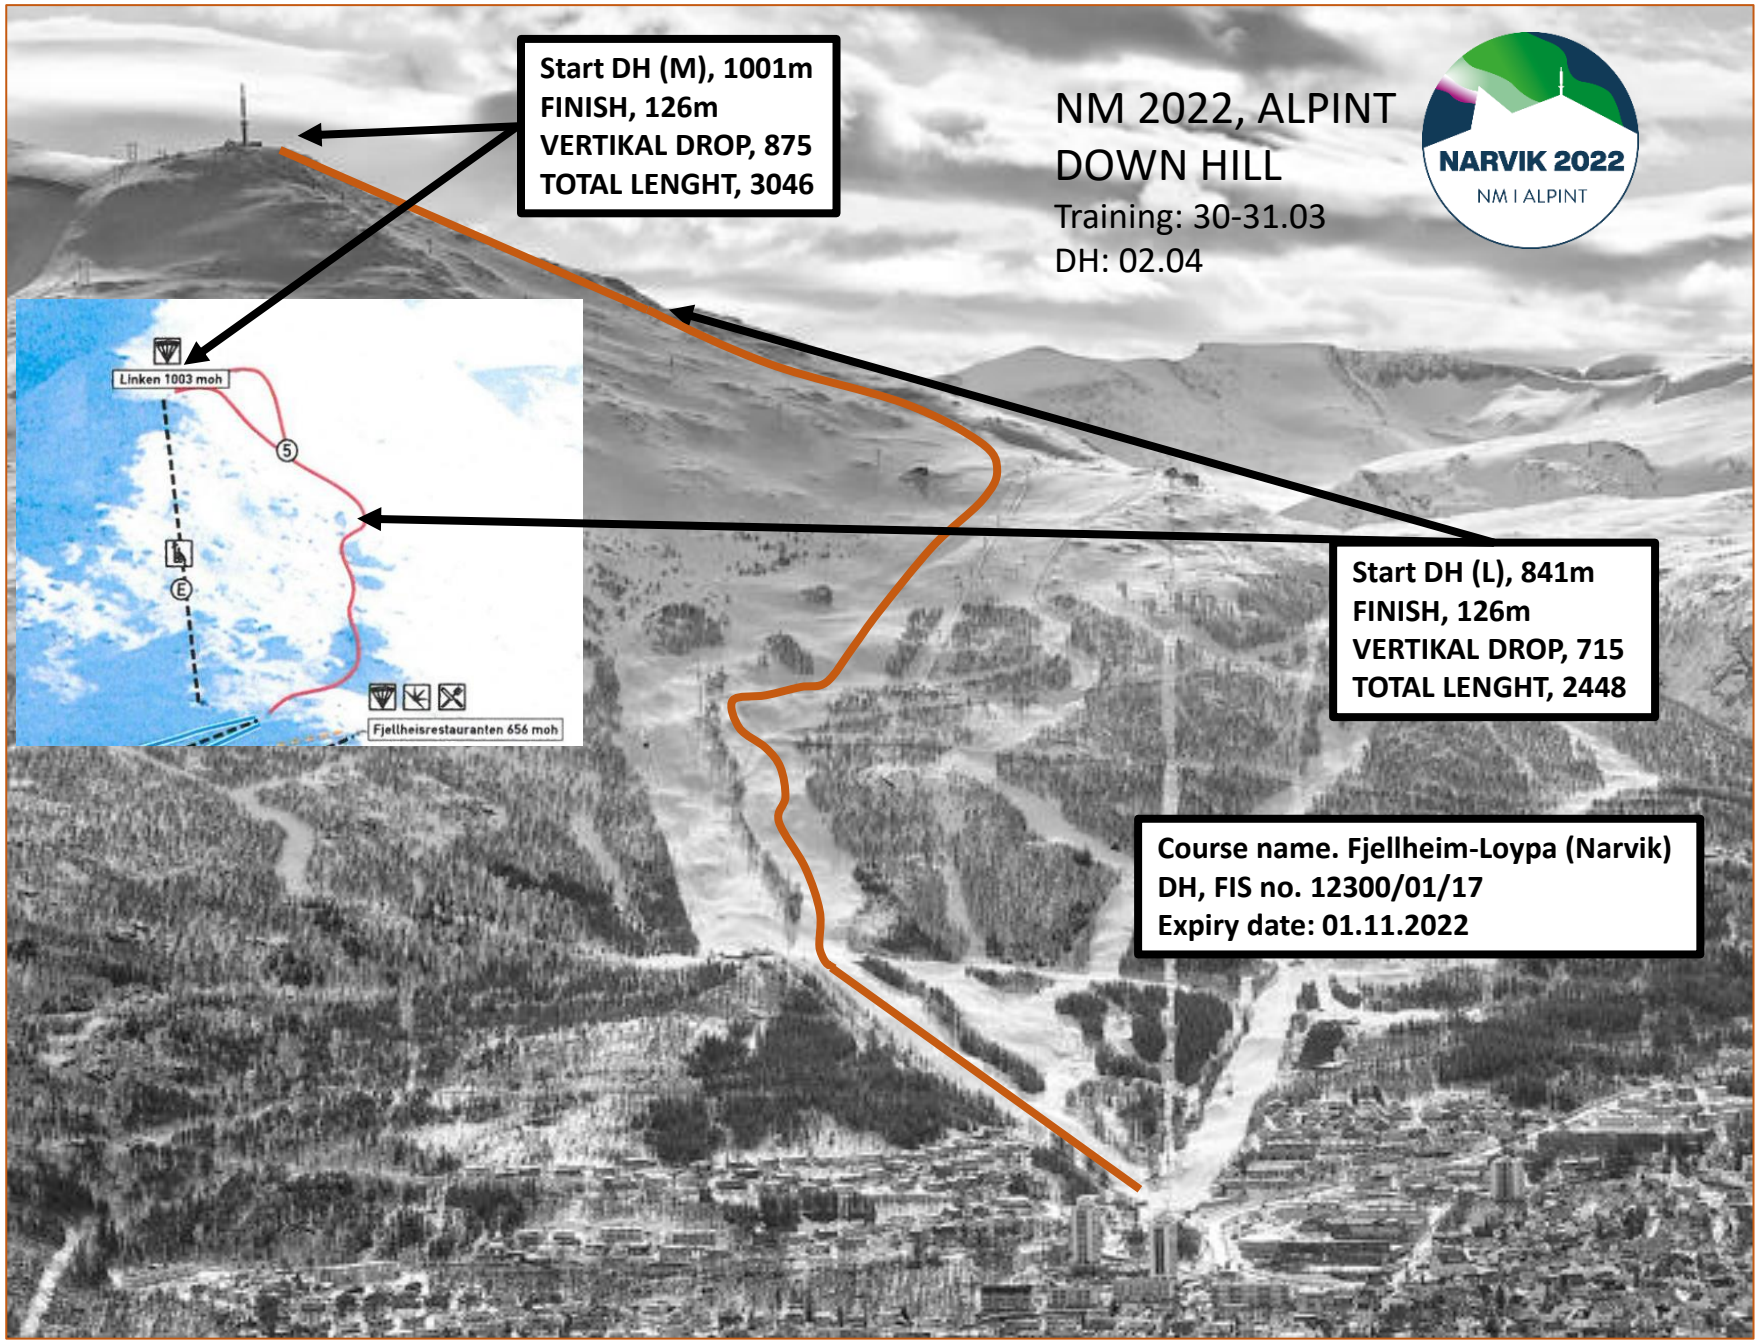 Start DH (M), 1001m
FINISH, 126m
VERTIKAL DROP, 875
TOTAL LENGHT, 3046
NM 2022, ALPINT
DOWN HILL
Training: 30-31.03
DH: 02.04
NARVIK 2022
NM I ALPINT
Linken 1003 moh
5
E
Fjellheisrestauranten 656 moh
Start DH (L), 841m
FINISH, 126m
VERTIKAL DROP, 715
TOTAL LENGHT, 2448
Course name. Fjellheim-Loypa (Narvik)
DH, FIS no. 12300/01/17
Expiry date: 01.11.2022